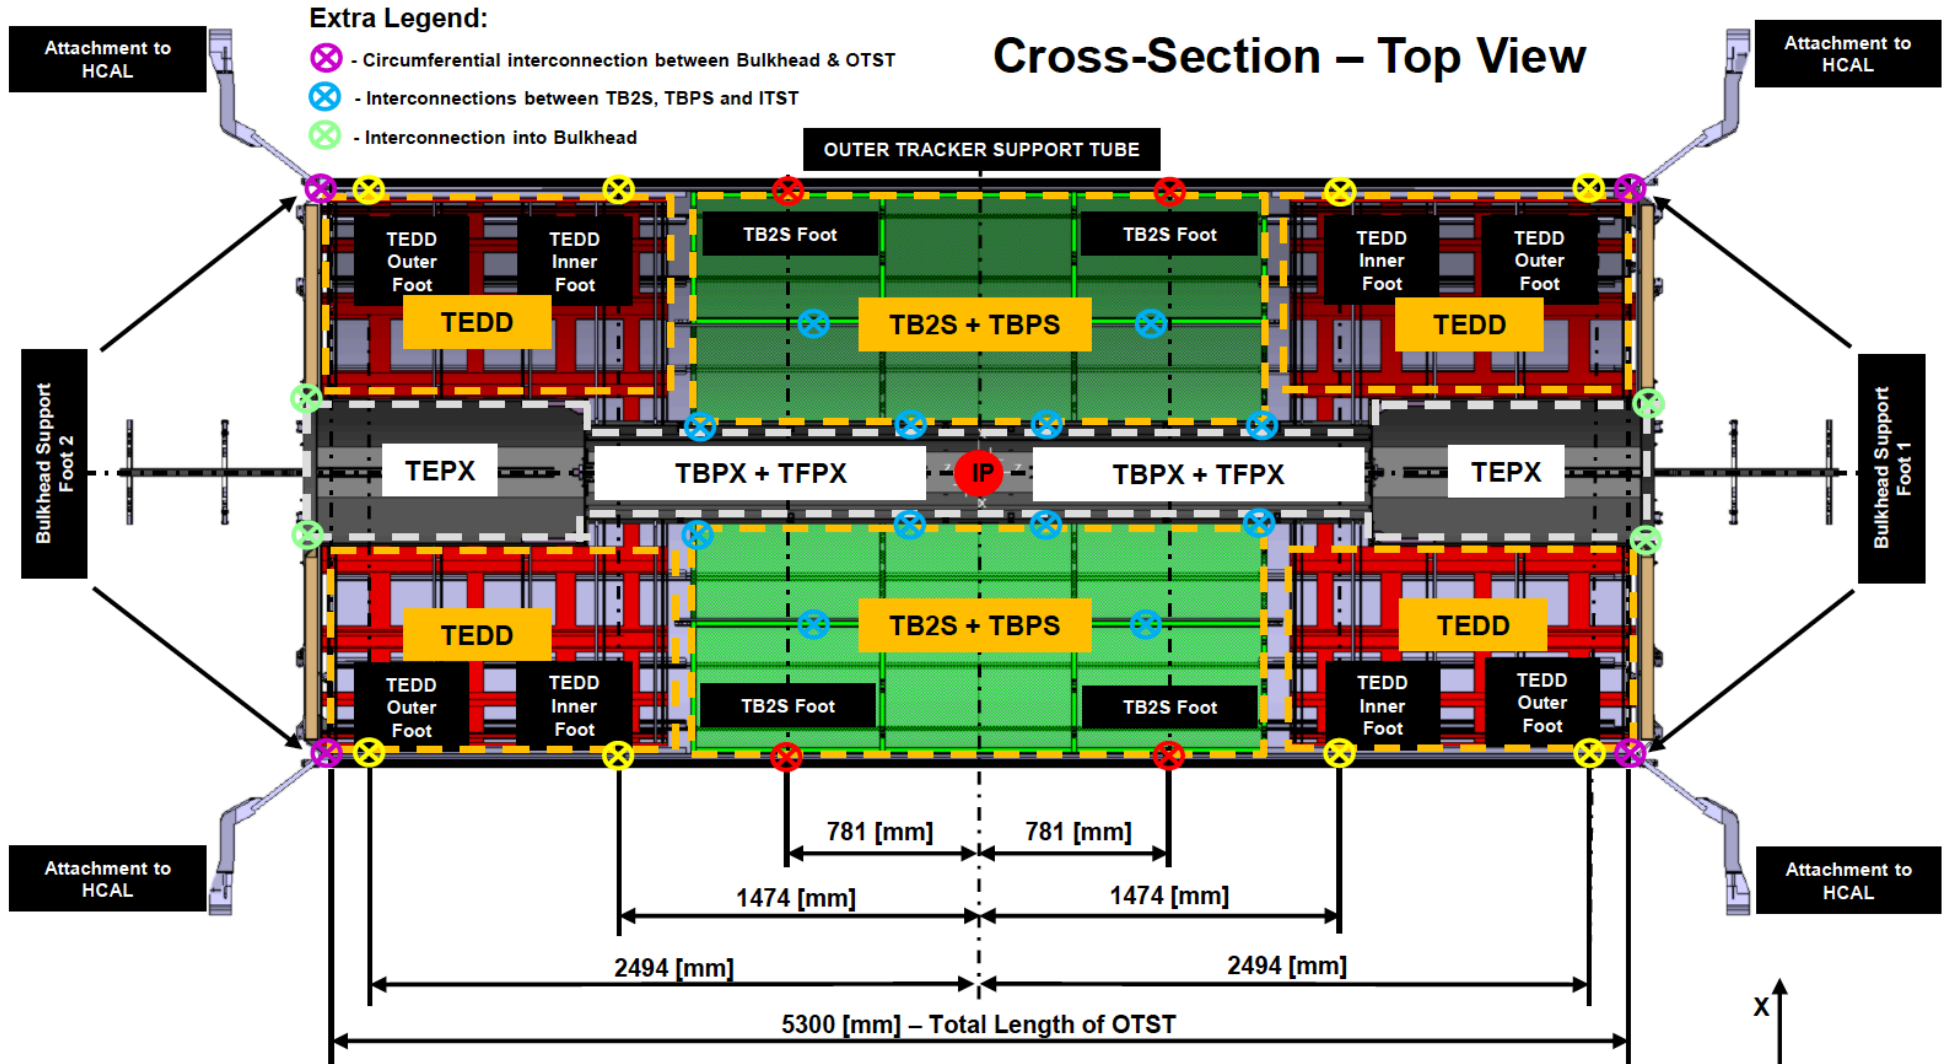 Extra Legend:
- Circumferential interconnection between Bulkhead & OTST
- Interconnections between TB2S, TBPS and ITST
- Interconnection into Bulkhead
Cross-Section – Top View
Attachment to
HCAL
Attachment to
HCAL
OUTER TRACKER SUPPORT TUBE
TEDD
Outer
Foot
TEDD
Inner
Foot
TB2S Foot
TB2S Foot
TEDD
Inner
Foot
TEDD
Outer
Foot
TEDD
TB2S + TBPS
TEDD
Bulkhead Support
Foot 2
TEPX
TBPX + TFPX
IP
TBPX + TFPX
TEPX
Bulkhead Support
Foot 1
TEDD
TB2S + TBPS
TEDD
TEDD
Outer
Foot
TEDD
Inner
Foot
TB2S Foot
TB2S Foot
TEDD
Inner
Foot
TEDD
Outer
Foot
Attachment to
HCAL
Attachment to
HCAL
781 [mm]
781 [mm]
1474 [mm]
1474 [mm]
2494 [mm]
2494 [mm]
5300 [mm] – Total Length of OTST
X